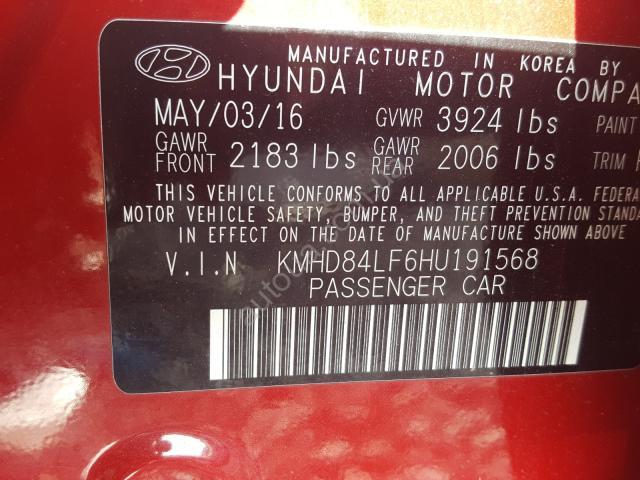 MANUFACTURED IN KOREA BY
HYUNDAI MOTOR COMPA
MAY/03/16 GVWR 3924 lbs PAINT
GAWR FRONT 2183 lbs GAWR REAR 2006 lbs TRIM
THIS VEHICLE CONFORMS TO ALL APPLICABLE U.S.A. FEDERA
MOTOR VEHICLE SAFETY, BUMPER, AND THEFT PREVENTION STANDA
IN EFFECT ON THE DATE OF MANUFACTURE SHOWN ABOVE
V.I.N KMHD84LF6HU191568
PASSENGER CAR